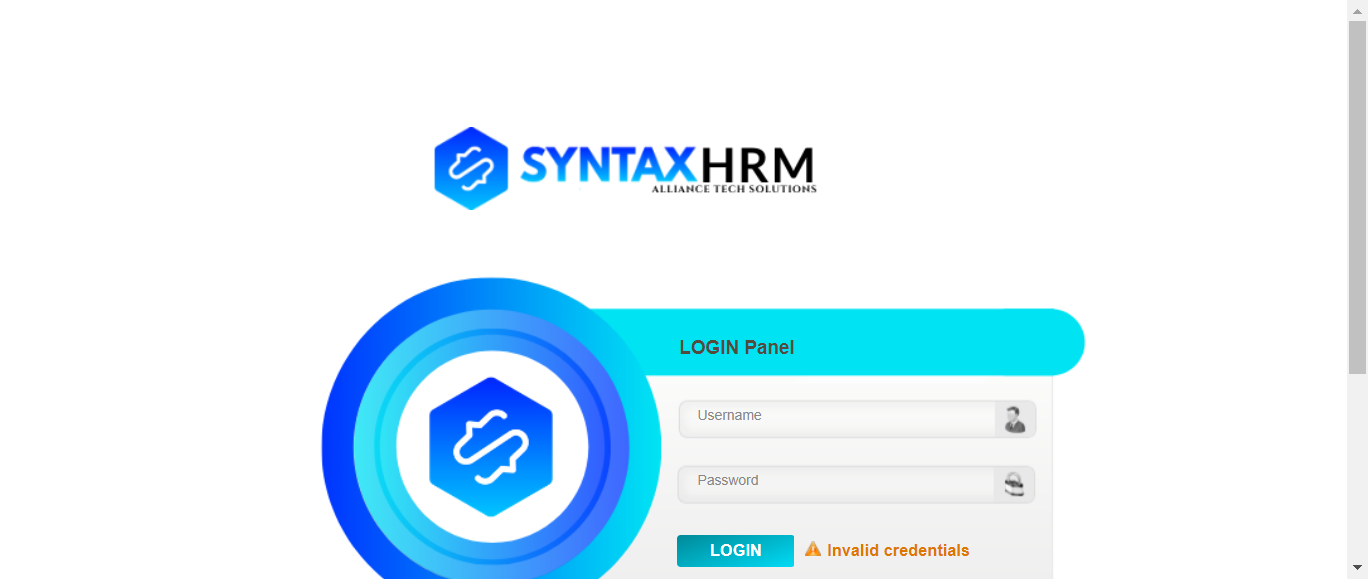 SYNTAXHRM
ALLIANCE TECH SOLUTIONS
LOGIN Panel
Username
Password
LOGIN Invalid credentials